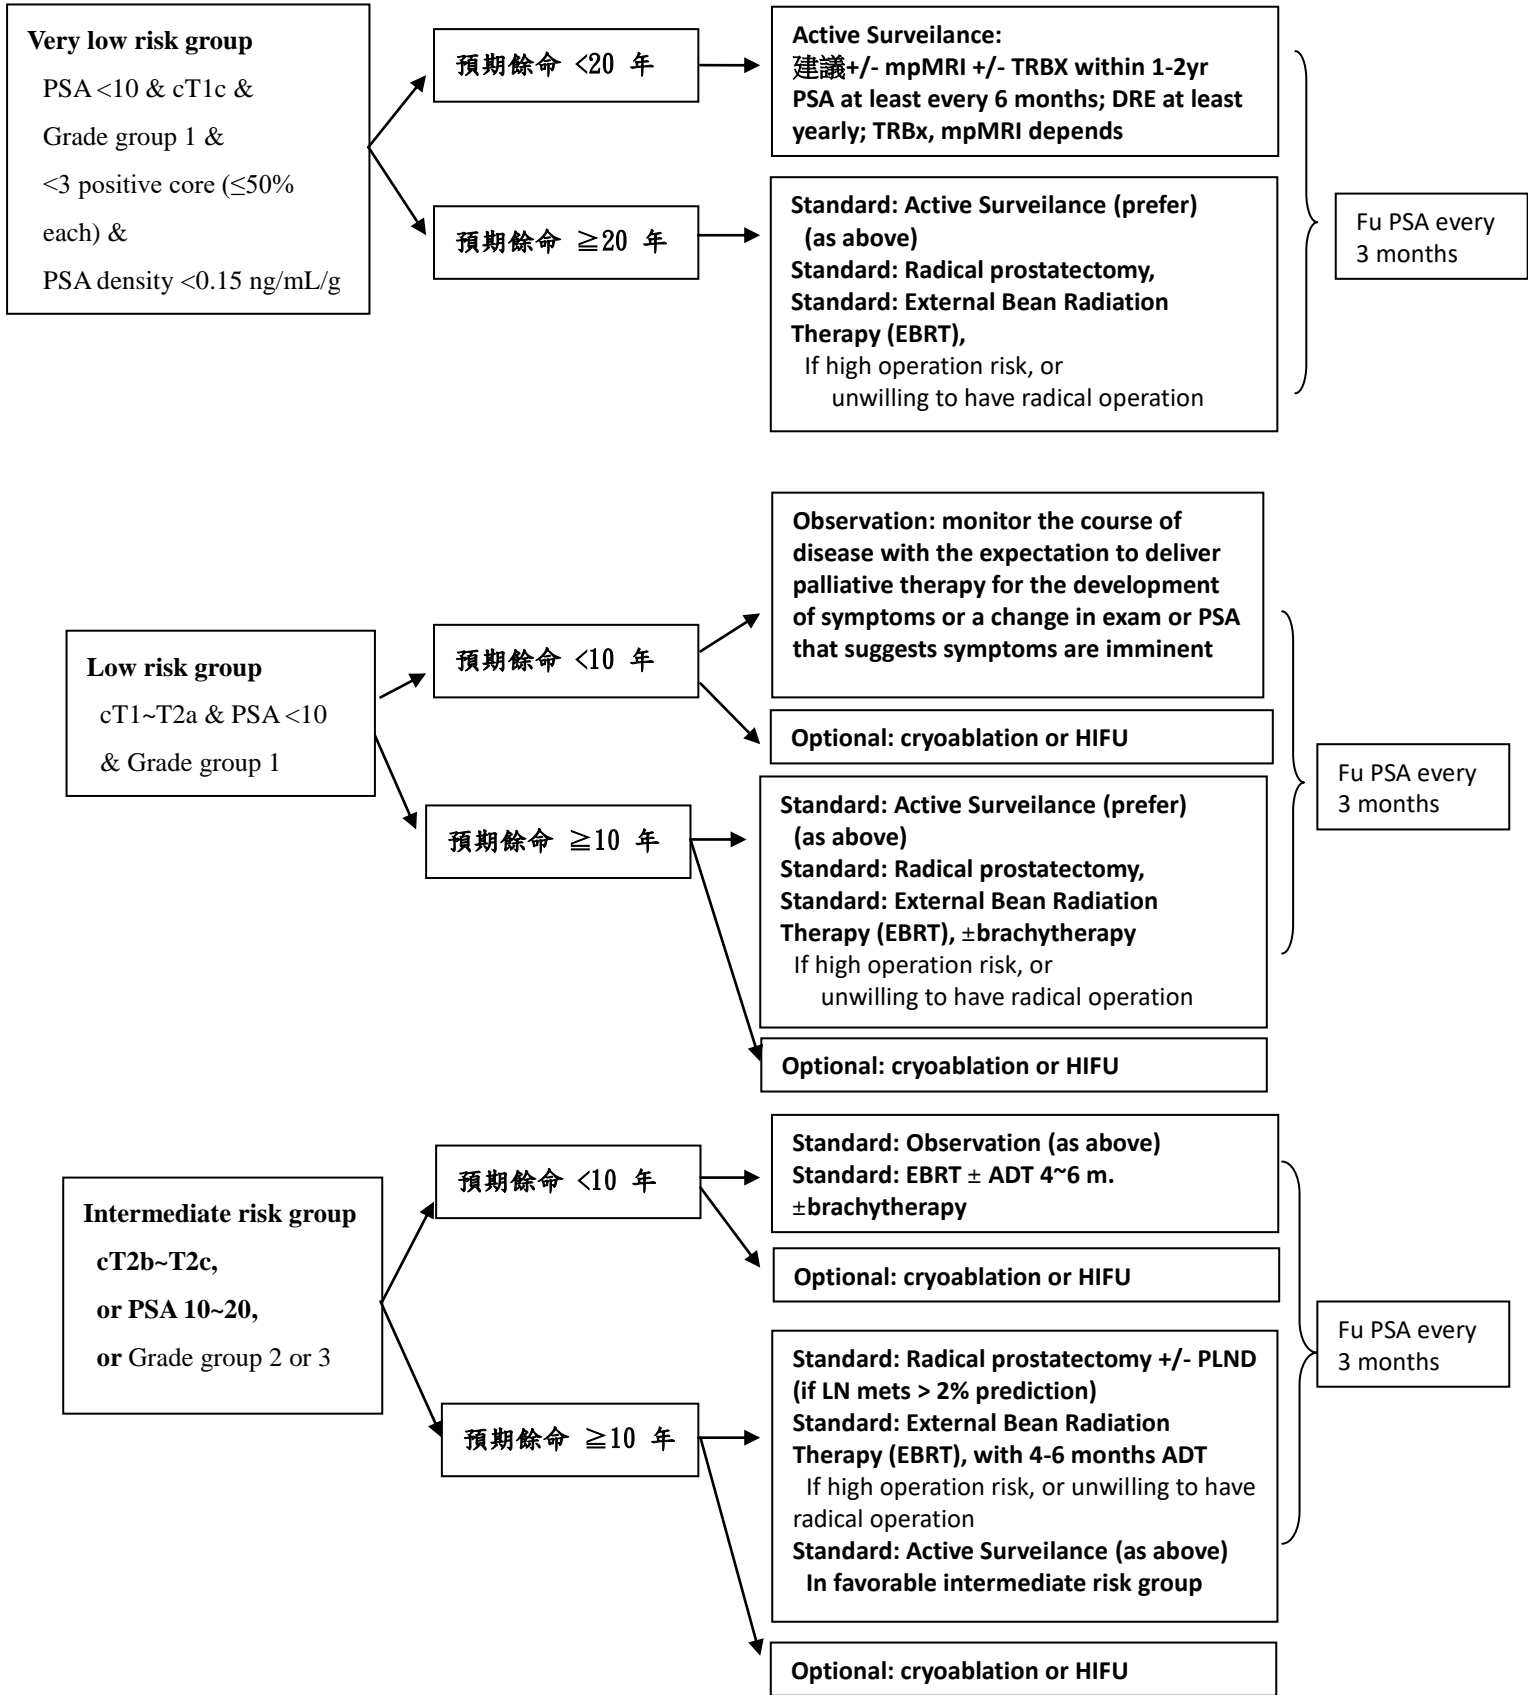 Very low risk group
PSA <10 & cT1c &
Grade group 1 &
<3 positive core (≤50%
each) &
PSA density <0.15 ng/mL/g
預期餘命 <20 年
Active Surveilance:
建議+/- mpMRI +/- TRBX within 1-2yr
PSA at least every 6 months; DRE at least
yearly; TRBx, mpMRI depends
預期餘命 ≧20 年
Standard: Active Surveilance (prefer)
(as above)
Standard: Radical prostatectomy,
Standard: External Bean Radiation
Therapy (EBRT),
If high operation risk, or
unwilling to have radical operation
Fu PSA every
3 months
Low risk group
cT1~T2a & PSA <10
& Grade group 1
預期餘命 <10 年
Observation: monitor the course of
disease with the expectation to deliver
palliative therapy for the development
of symptoms or a change in exam or PSA
that suggests symptoms are imminent
Optional: cryoablation or HIFU
預期餘命 ≧10 年
Standard: Active Surveilance (prefer)
(as above)
Standard: Radical prostatectomy,
Standard: External Bean Radiation
Therapy (EBRT), ±brachytherapy
If high operation risk, or
unwilling to have radical operation
Optional: cryoablation or HIFU
Fu PSA every
3 months
Intermediate risk group
cT2b~T2c,
or PSA 10~20,
or Grade group 2 or 3
預期餘命 <10 年
Standard: Observation (as above)
Standard: EBRT ± ADT 4~6 m.
±brachytherapy
Optional: cryoablation or HIFU
預期餘命 ≧10 年
Standard: Radical prostatectomy +/- PLND
(if LN mets > 2% prediction)
Standard: External Bean Radiation
Therapy (EBRT), with 4-6 months ADT
If high operation risk, or unwilling to have
radical operation
Standard: Active Surveilance (as above)
In favorable intermediate risk group
Optional: cryoablation or HIFU
Fu PSA every
3 months